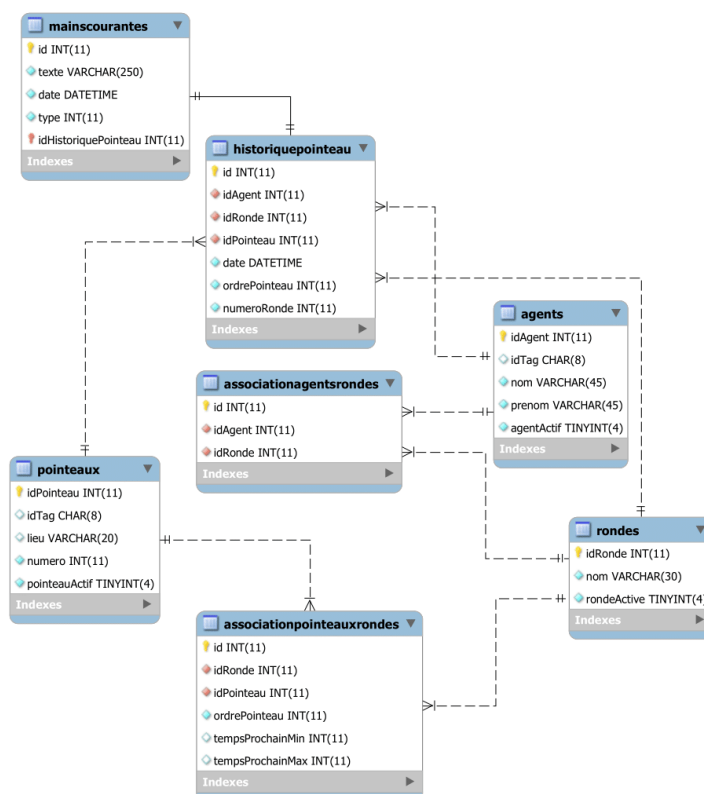 mainscourantes
id INT(11)
texte VARCHAR(250)
date DATETIME
type INT(11)
idHistoriquePointeau INT(11)
Indexes
historiquepointeau
id INT(11)
idAgent INT(11)
idRonde INT(11)
idPointeau INT(11)
date DATETIME
ordrePointeau INT(11)
numeroRonde INT(11)
Indexes
agents
idAgent INT(11)
idTag CHAR(8)
nom VARCHAR(45)
prenom VARCHAR(45)
agentActif TINYINT(4)
Indexes
associationagentsrondes
id INT(11)
idAgent INT(11)
idRonde INT(11)
Indexes
pointeaux
idPointeau INT(11)
idTag CHAR(8)
lieu VARCHAR(20)
numero INT(11)
pointeauActif TINYINT(4)
Indexes
rondes
idRonde INT(11)
nom VARCHAR(30)
rondeActive TINYINT(4)
Indexes
associationpointeauxrondes
id INT(11)
idRonde INT(11)
idPointeau INT(11)
ordrePointeau INT(11)
tempsProchainMin INT(11)
tempsProchainMax INT(11)
Indexes